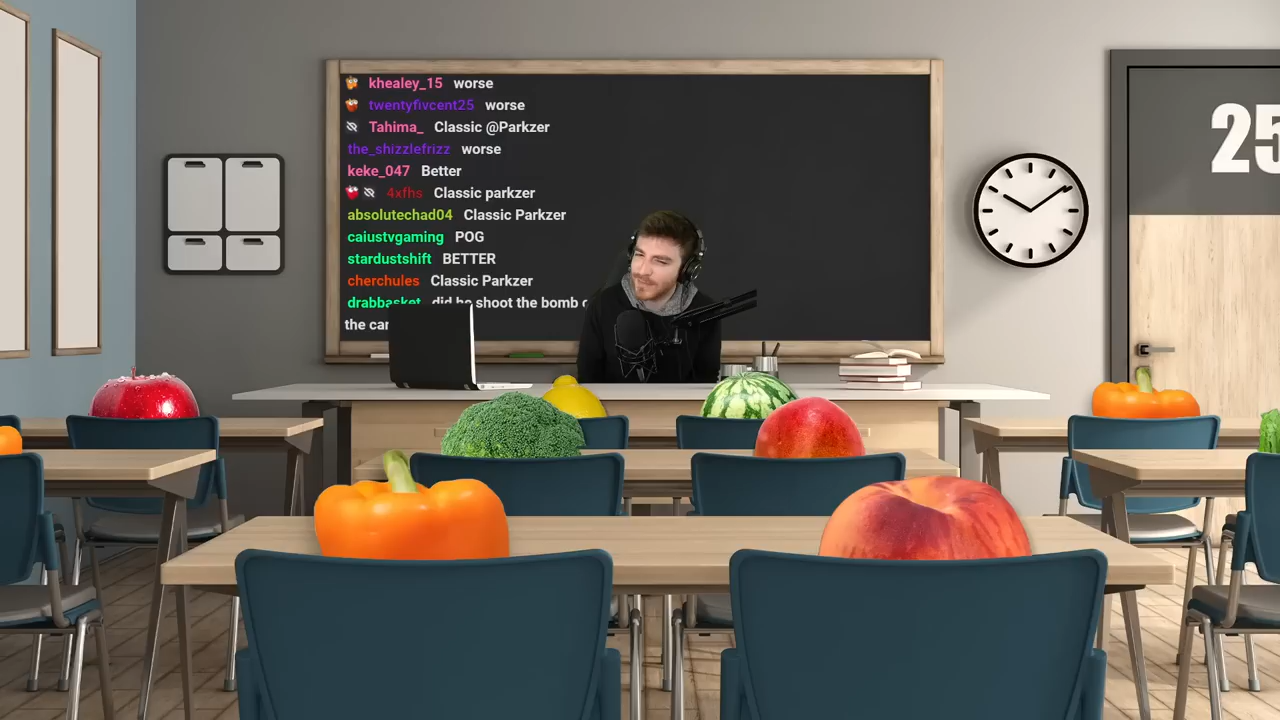 khealey_15 worse
twentyfivcent25 worse
Tahima_ Classic @Parkzer
the_shizzlefrizz worse
keke_047 Better
4xfhs Classic parkzer
absolutechad04 Classic Parkzer
caiustvgaming POG
stardustshift BETTER
cherchules Classic Parkzer
drabbasket did he shoot the bomb
the
25